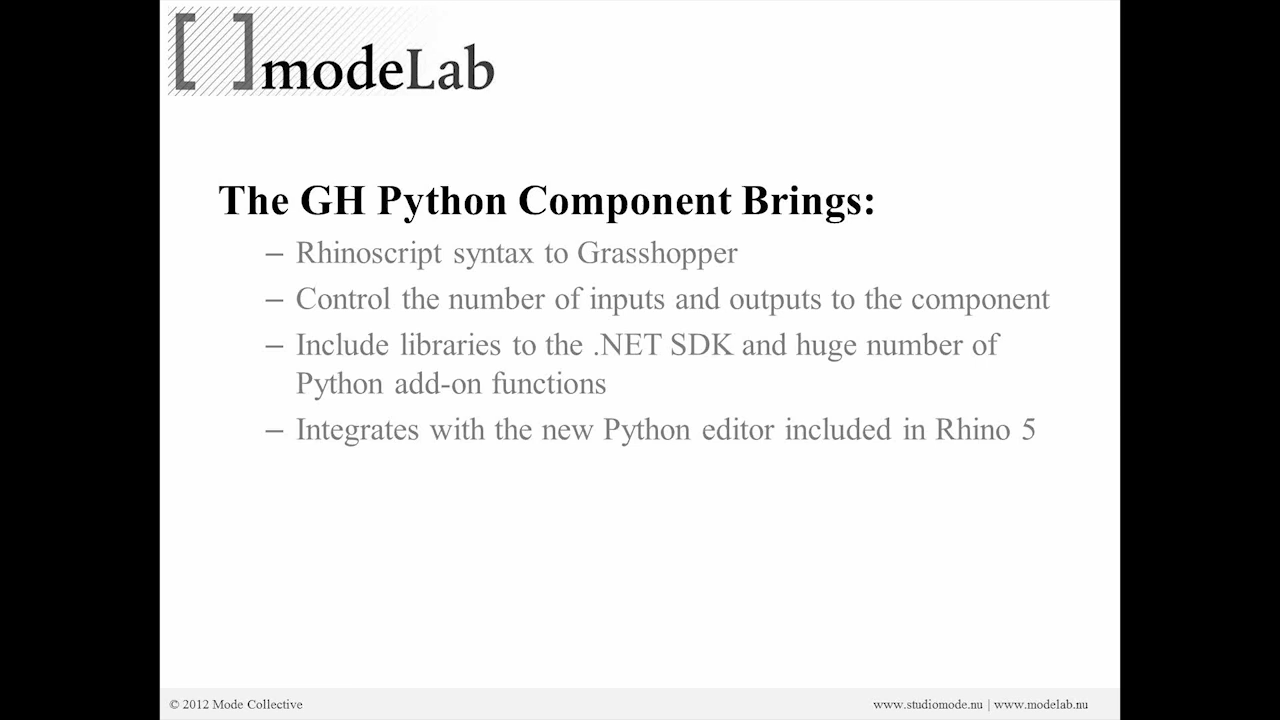 [ ] modeLab
The GH Python Component Brings:
– Rhinoscript syntax to Grasshopper
– Control the number of inputs and outputs to the component
– Include libraries to the .NET SDK and huge number of
Python add-on functions
– Integrates with the new Python editor included in Rhino 5
© 2012 Mode Collective
www.studiomode.nu | www.modelab.nu